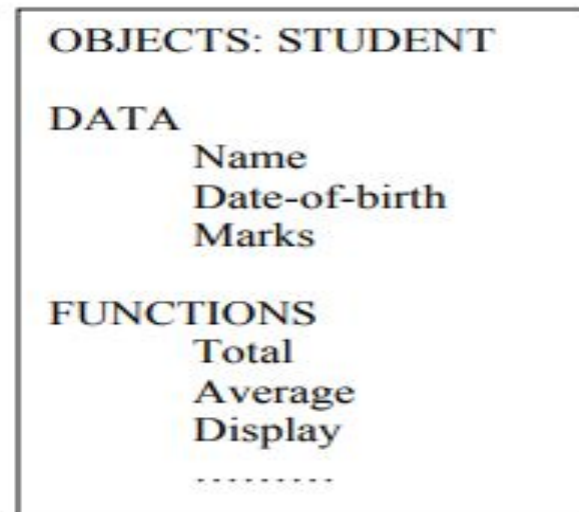 OBJECTS: STUDENT
DATA
Name
Date-of-birth
Marks
FUNCTIONS
Total
Average
Display
.........